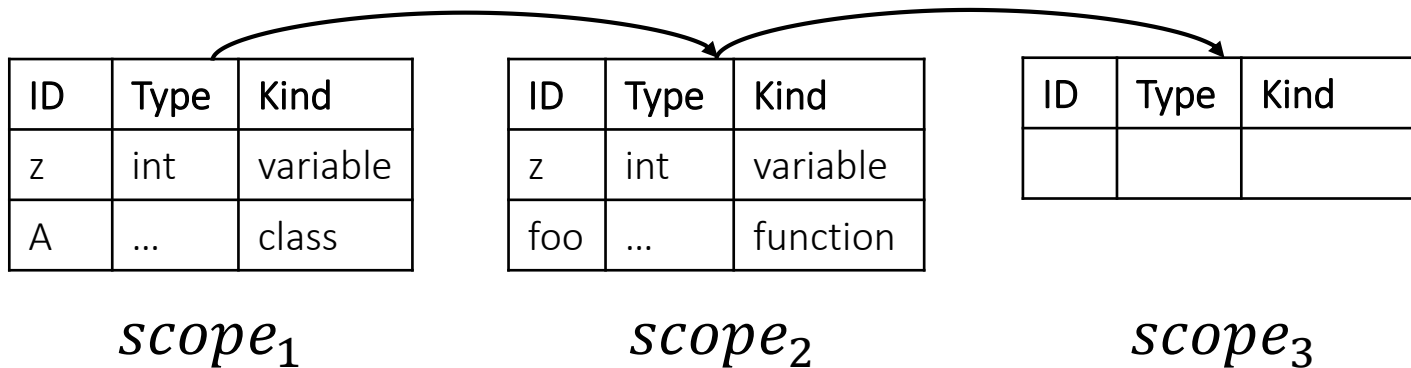 ID Type Kind
z int variable
A ... class
scope1
ID Type Kind
z int variable
foo ... function
scope2
ID Type Kind
scope3